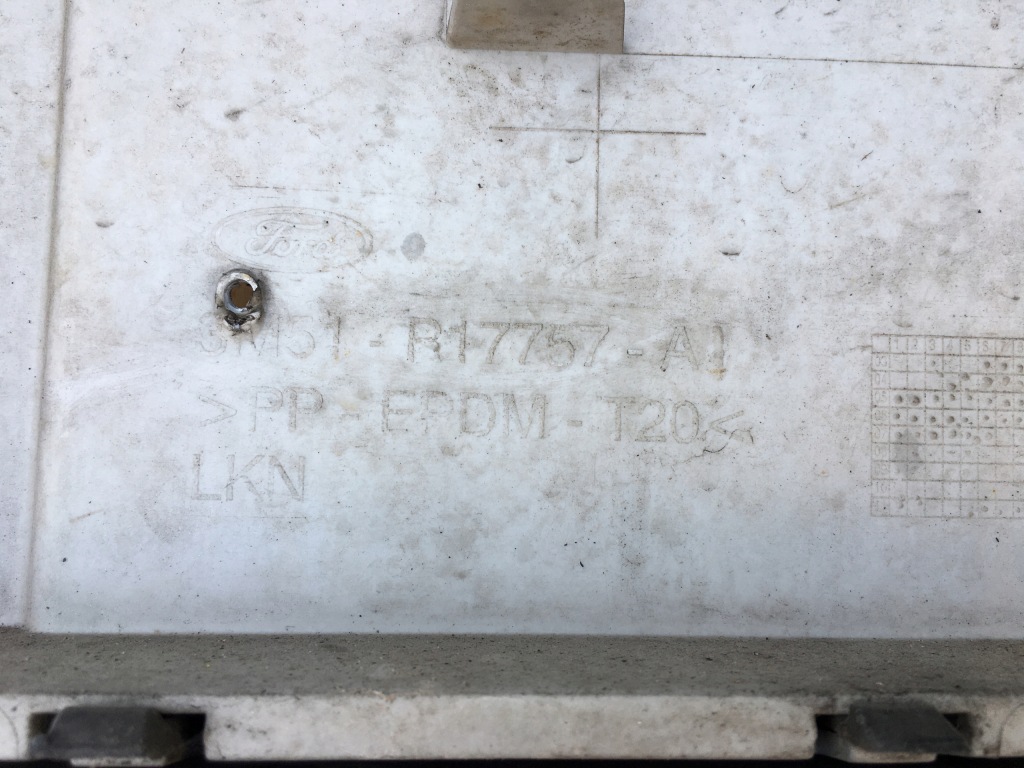 Ford
3M51-R17757-A1
>PP-EPDM-T20<
LKN